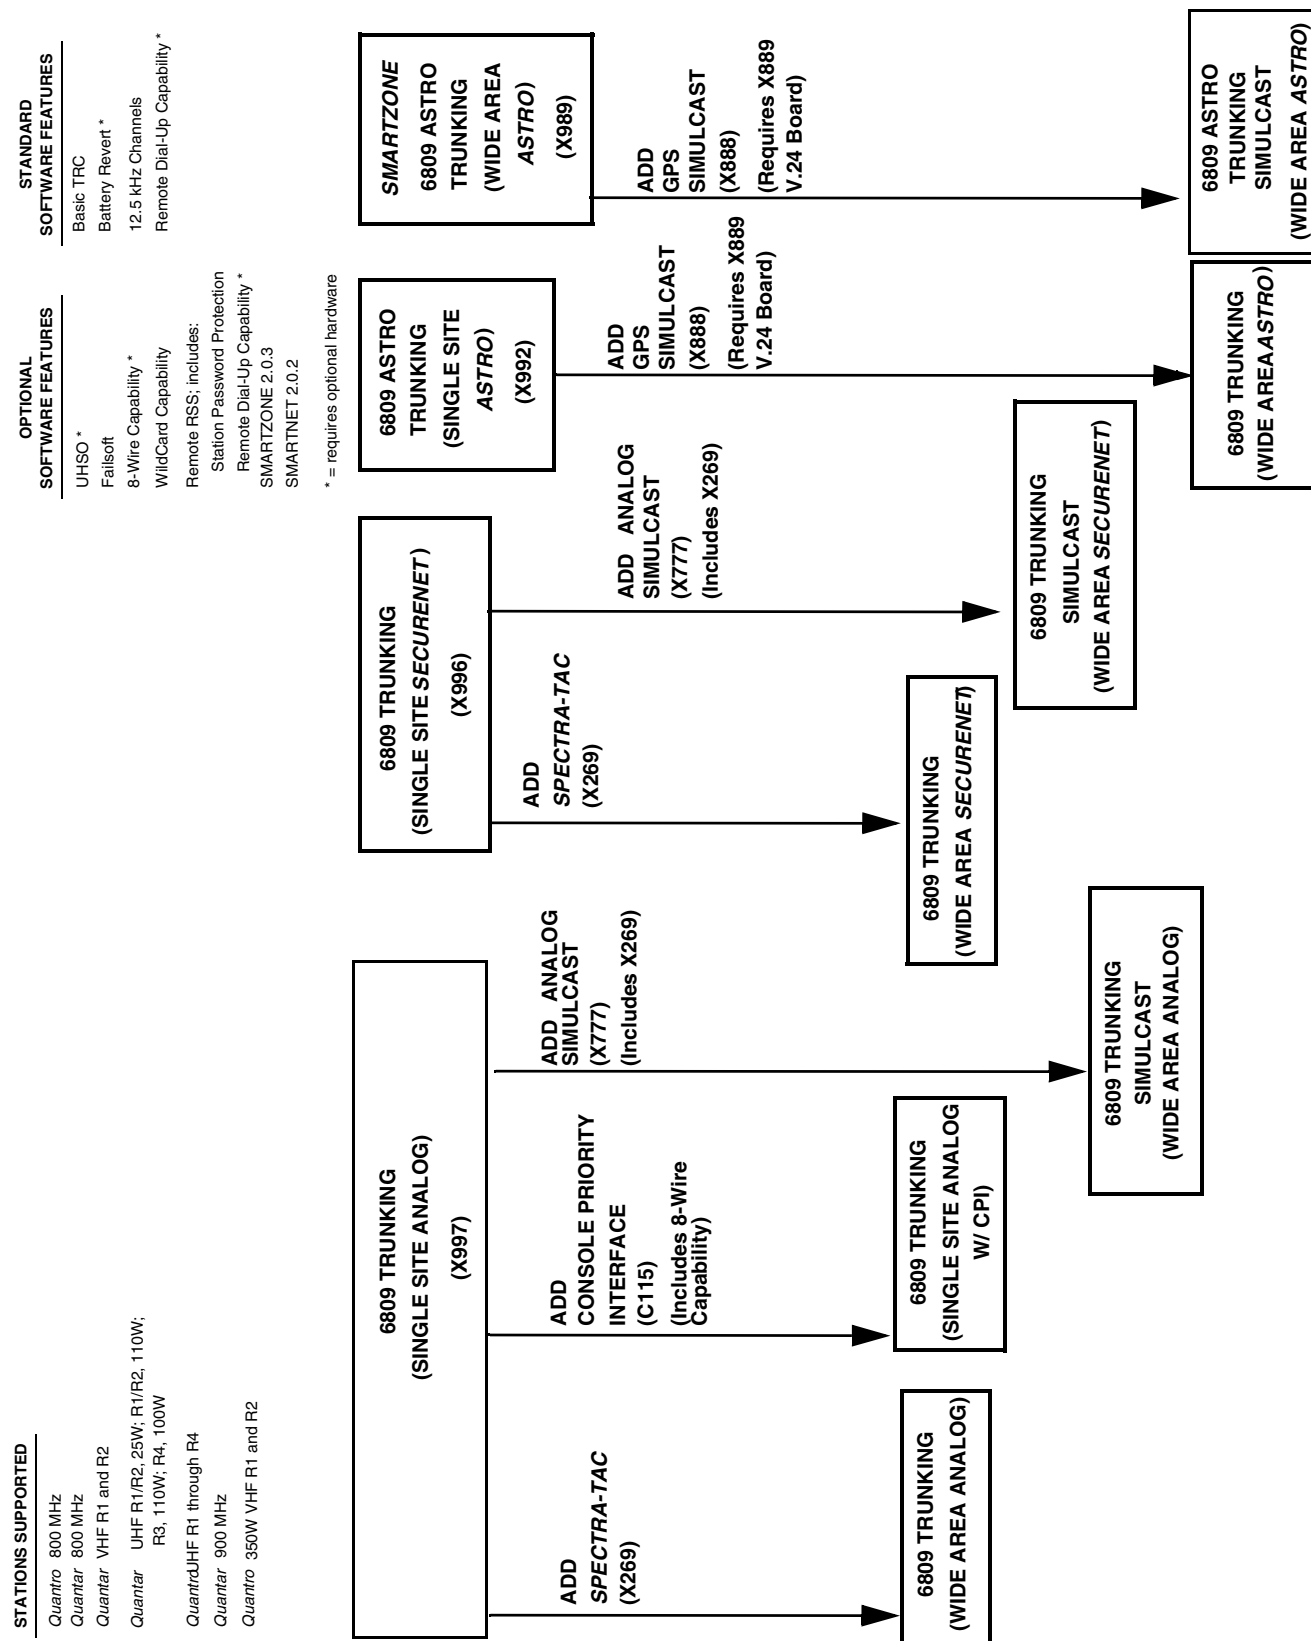 STATIONS SUPPORTED
Quantro 800 MHz
Quantar 800 MHz
Quantar VHF R1 and R2
Quantar UHF R1/R2, 25W; R1/R2, 110W;
R3, 110W; R4, 100W
Quantro UHF R1 through R4
Quantar 900 MHz
Quantro 350W VHF R1 and R2
OPTIONAL
SOFTWARE FEATURES
UHSO *
Failsoft
8-Wire Capability *
WildCard Capability
Remote RSS; includes:
Station Password Protection
Remote Dial-Up Capability *
SMARTZONE 2.0.3
SMARTNET 2.0.2
* = requires optional hardware
STANDARD
SOFTWARE FEATURES
Basic TRC
Battery Revert *
12.5 kHz Channels
Remote Dial-Up Capability *
6809 TRUNKING
(SINGLE SITE ANALOG)
(X997)
ADD
SPECTRA-TAC
(X269)
6809 TRUNKING
(WIDE AREA ANALOG)
ADD
CONSOLE PRIORITY
INTERFACE
(C115)
(Includes 8-Wire
Capability)
6809 TRUNKING
(SINGLE SITE ANALOG
W/ CPI)
ADD ANALOG
SIMULCAST
(X777)
(Includes X269)
6809 TRUNKING
SIMULCAST
(WIDE AREA ANALOG)
6809 TRUNKING
(SINGLE SITE SECURENET)
(X996)
ADD
SPECTRA-TAC
(X269)
6809 TRUNKING
(WIDE AREA SECURENET)
ADD ANALOG
SIMULCAST
(X777)
(Includes X269)
6809 TRUNKING
SIMULCAST
(WIDE AREA SECURENET)
6809 ASTRO
TRUNKING
(SINGLE SITE
ASTRO)
(X992)
ADD
GPS
SIMULCAST
(X888)
(Requires X889
V.24 Board)
6809 TRUNKING
(WIDE AREA ASTRO)
SMARTZONE
6809 ASTRO
TRUNKING
(WIDE AREA
ASTRO)
(X989)
ADD
GPS
SIMULCAST
(X888)
(Requires X889
V.24 Board)
6809 ASTRO
TRUNKING
SIMULCAST
(WIDE AREA ASTRO)